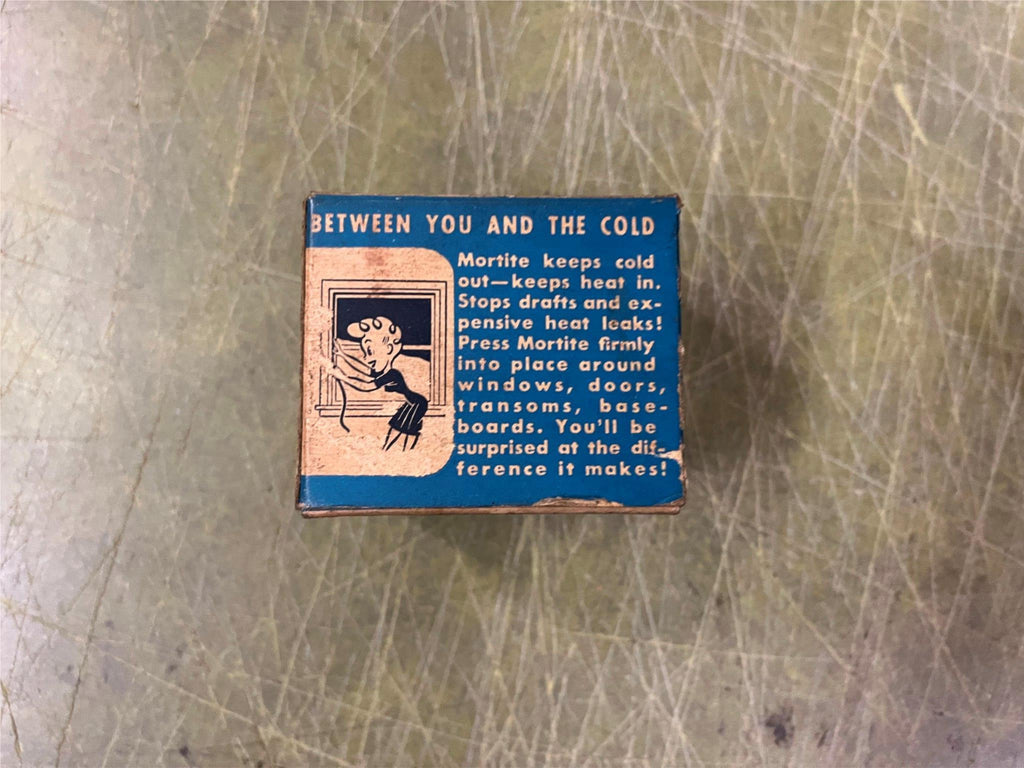 BETWEEN YOU AND THE COLD
Mortite keeps cold
out—keeps heat in.
Stops drafts and ex-
pensive heat leaks!
Press Mortite firmly
into place around
windows, doors,
transoms, base-
boards. You'll be
surprised at the dif-
ference it makes!